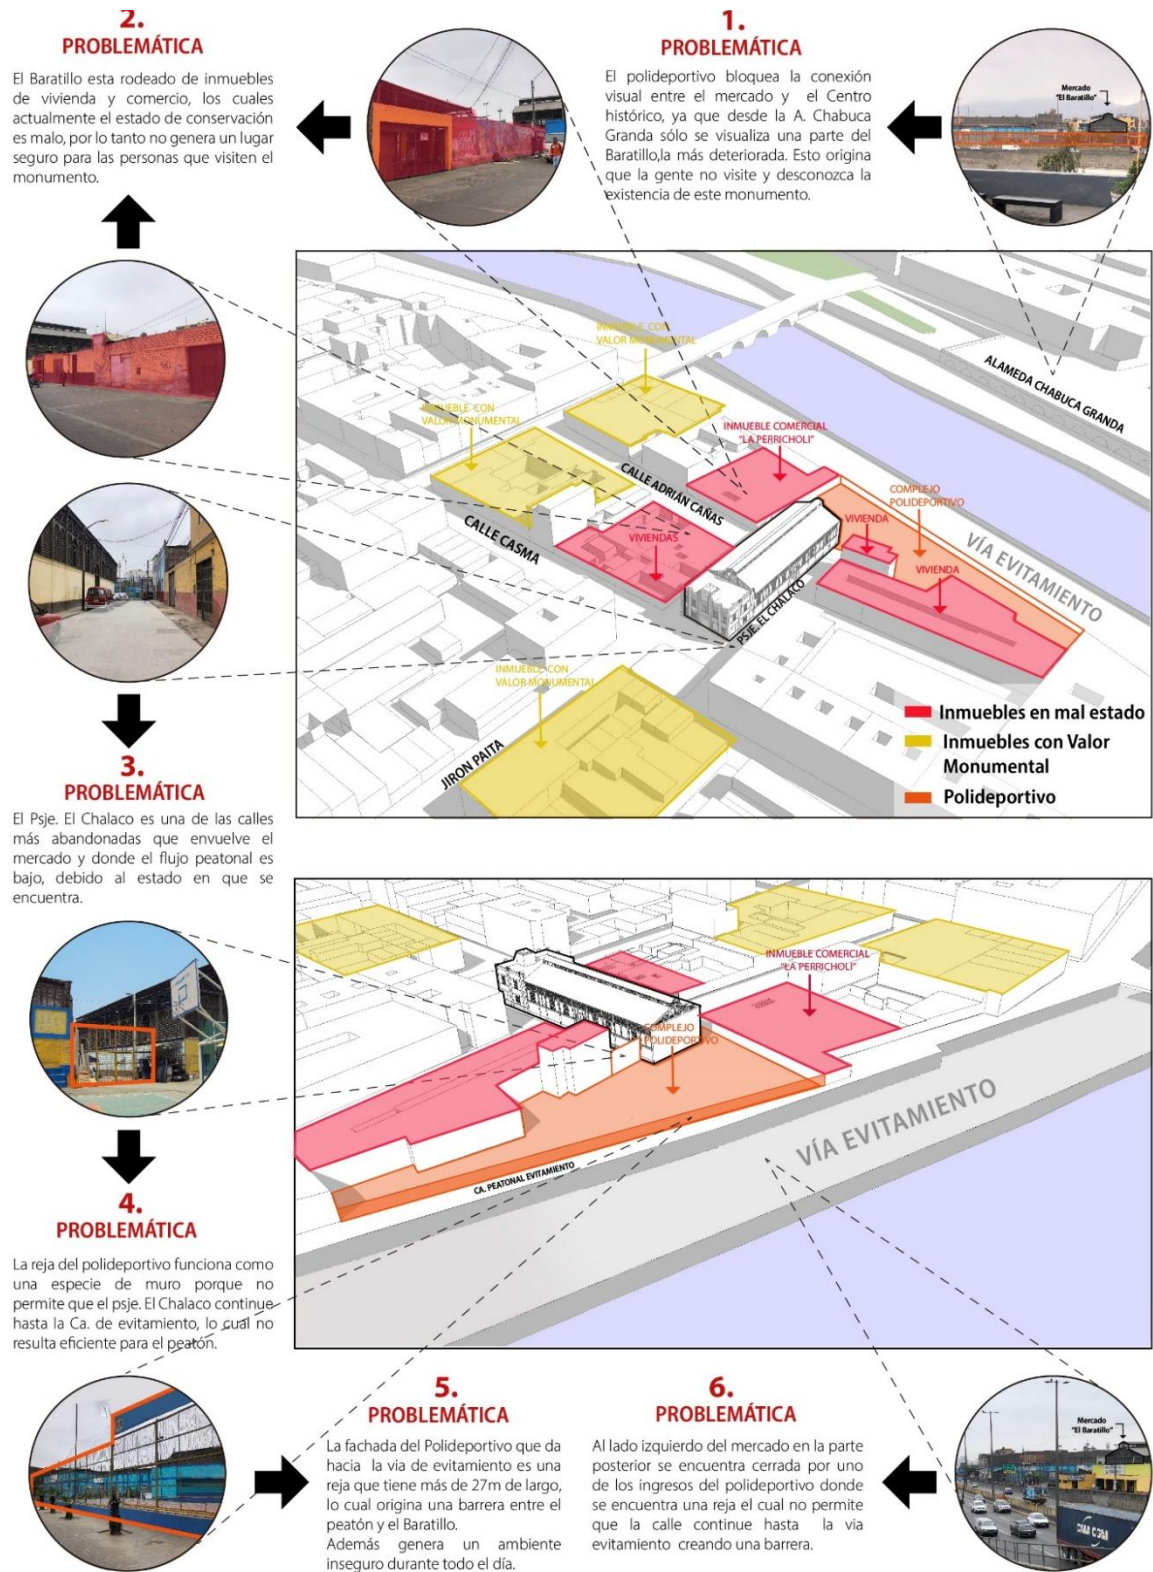 2.
PROBLEMÁTICA
El Baratillo esta rodeado de inmuebles
de vivienda y comercio, los cuales
actualmente el estado de conservación
es malo, por lo tanto no genera un lugar
seguro para las personas que visiten el
monumento.
1.
PROBLEMÁTICA
El polideportivo bloquea la conexión
visual entre el mercado y el Centro
histórico, ya que desde la A. Chabuca
Granda sólo se visualiza una parte del
Baratillo,la más deteriorada. Esto origina
que la gente no visite y desconozca la
existencia de este monumento.
Mercado
"El Baratillo"
INMUEBLE CON
VALOR MONUMENTAL
INMUEBLE CON
VALOR MONUMENTAL
INMUEBLE COMERCIAL
"LA PERRICHOLI"
ALAMEDA CHABUCA GRANDA
CALLE ADRIÁN CAÑAS
CALLE CASMA
COMPLEJO
POLIDEPORTIVO
VIVIENDA
VIVIENDAS
VIVIENDA
VÍA EVITAMIENTO
PSJE. EL CHALACO
INMUEBLE CON
VALOR MONUMENTAL
JIRON PAITA
Inmuebles en mal estado
Inmuebles con Valor
Monumental
Polideportivo
3.
PROBLEMÁTICA
El Psje. El Chalaco es una de las calles
más abandonadas que envuelve el
mercado y donde el flujo peatonal es
bajo, debido al estado en que se
encuentra.
INMUEBLE COMERCIAL
"LA PERRICHOLI"
COMPLEJO
POLIDEPORTIVO
VÍA EVITAMIENTO
CA. PEATONAL EVITAMIENTO
4.
PROBLEMÁTICA
La reja del polideportivo funciona como
una especie de muro porque no
permite que el psje. El Chalaco continue
hasta la Ca. de evitamiento, lo cual no
resulta eficiente para el peatón.
5.
PROBLEMÁTICA
La fachada del Polideportivo que da
hacia la via de evitamiento es una
reja que tiene más de 27m de largo,
lo cual origina una barrera entre el
peatón y el Baratillo.
Además genera un ambiente
inseguro durante todo el día.
6.
PROBLEMÁTICA
Al lado izquierdo del mercado en la parte
posterior se encuentra cerrada por uno
de los ingresos del polideportivo donde
se encuentra una reja el cual no permite
que la calle continue hasta la via
evitamiento creando una barrera.
Mercado
"El Baratillo"
CMA CGM